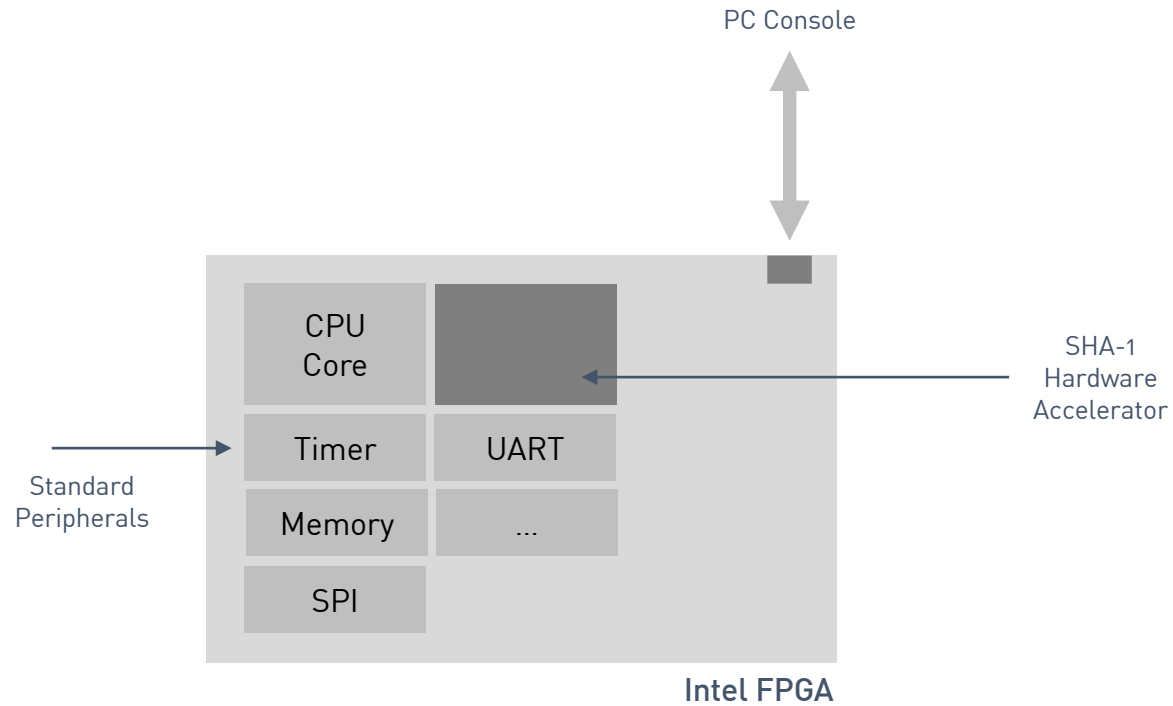 PC Console
CPU
Core
SHA-1
Hardware
Accelerator
Timer
UART
Standard
Peripherals
Memory
...
SPI
Intel FPGA